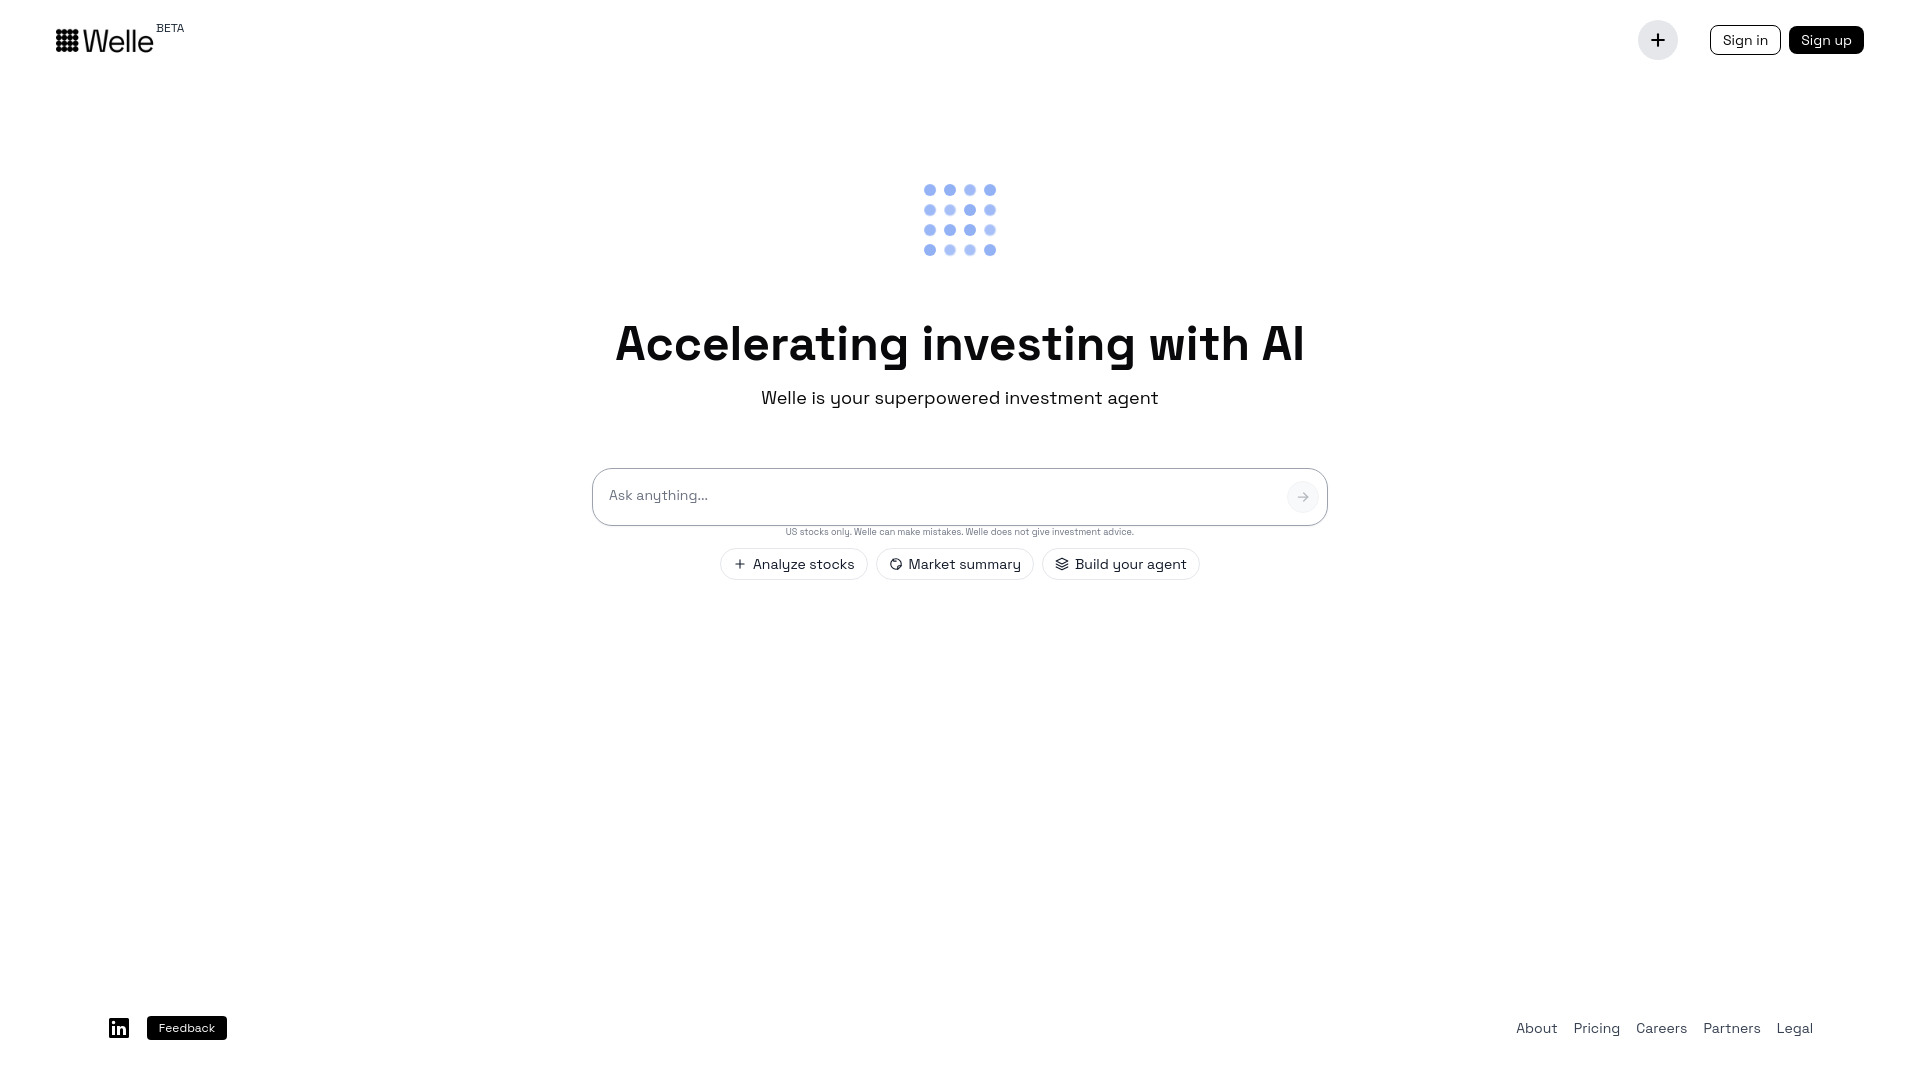 Welle BETA
Sign in
Sign up
Accelerating investing with AI
Welle is your superpowered investment agent
Ask anything...
US stocks only. Welle can make mistakes. Welle does not give investment advice.
Analyze stocks
Market summary
Build your agent
in
Feedback
About
Pricing
Careers
Partners
Legal